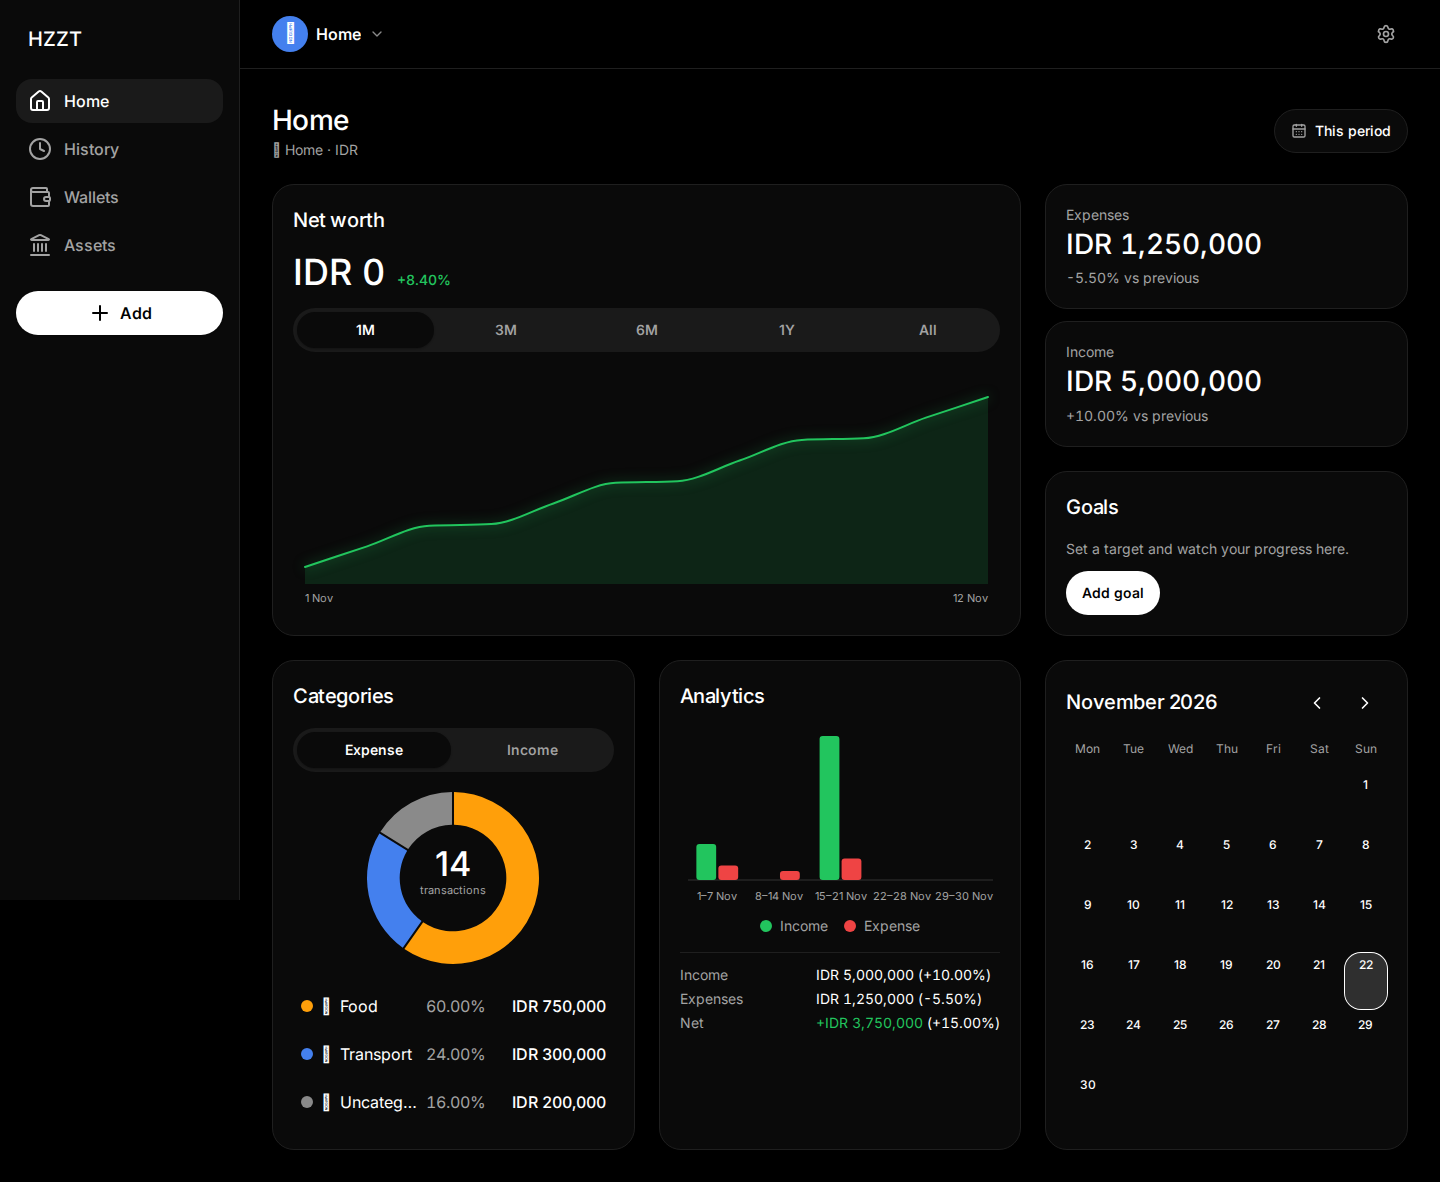 HZZT
Home
History
Wallets
Assets
Add
Home
Home
Home · IDR
This period
Net worth
IDR 0 +8.40%
1M 3M 6M 1Y All
1 Nov 12 Nov
Expenses
IDR 1,250,000
-5.50% vs previous
Income
IDR 5,000,000
+10.00% vs previous
Goals
Set a target and watch your progress here.
Add goal
Categories
Expense Income
14
transactions
Food 60.00% IDR 750,000
Transport 24.00% IDR 300,000
Uncateg... 16.00% IDR 200,000
Analytics
1–7 Nov 8–14 Nov 15–21 Nov 22–28 Nov 29–30 Nov
Income Expense
Income IDR 5,000,000 (+10.00%)
Expenses IDR 1,250,000 (-5.50%)
Net +IDR 3,750,000 (+15.00%)
November 2026
Mon Tue Wed Thu Fri Sat Sun
1
2 3 4 5 6 7 8
9 10 11 12 13 14 15
16 17 18 19 20 21 22
23 24 25 26 27 28 29
30